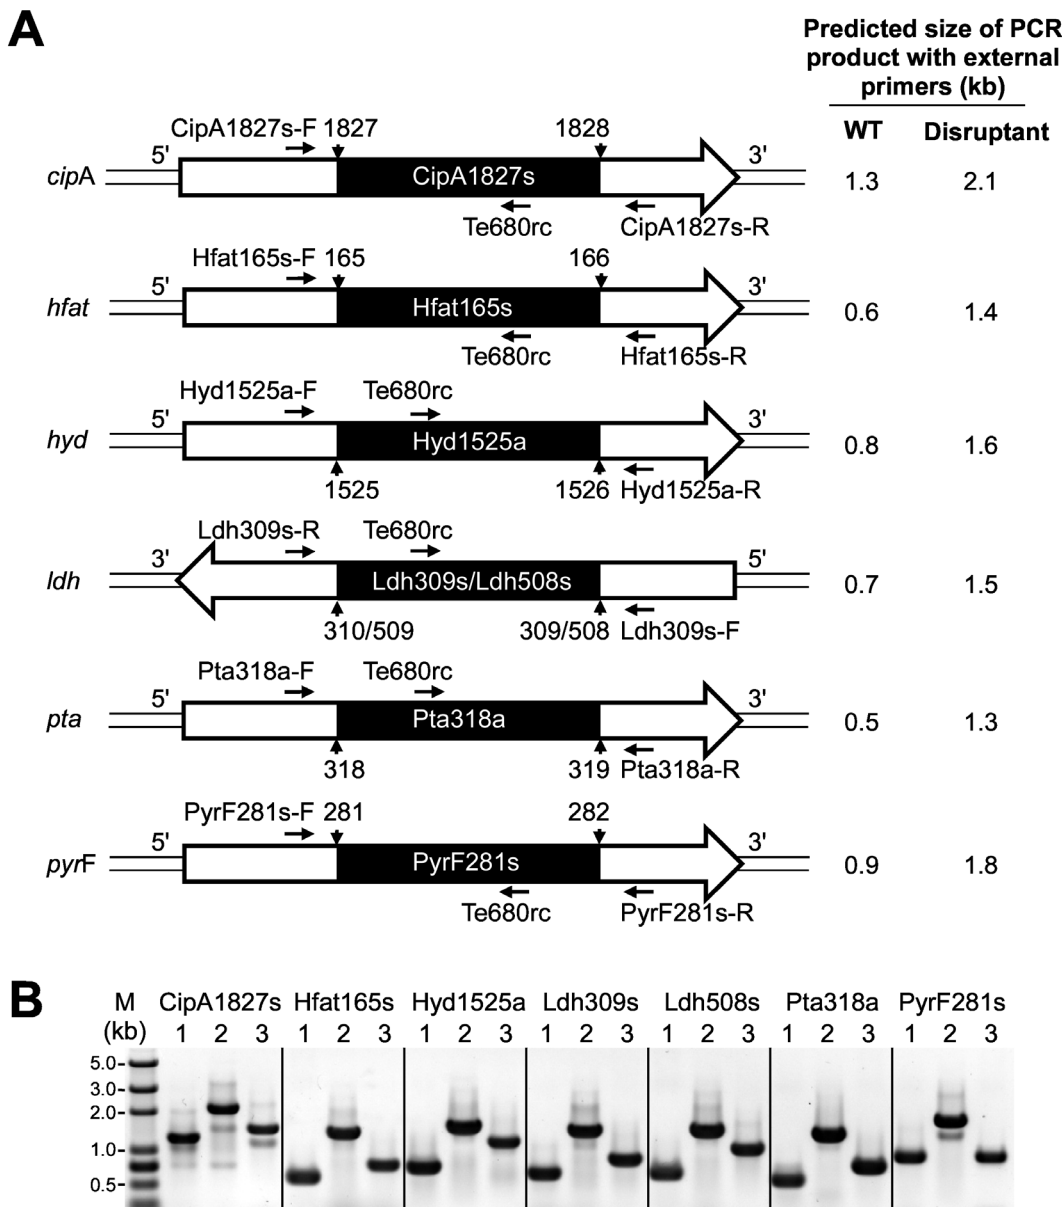 A
Predicted size of PCR
product with external
primers (kb)
WT Disruptant
CipA1827s-F 1827 1828
5' 3'
cipA CipA1827s 1.3 2.1
Te680rc CipA1827s-R
Hfat165s-F 165 166
5' 3'
hfat Hfat165s 0.6 1.4
Te680rc Hfat165s-R
Hyd1525a-F Te680rc
5' 3'
hyd Hyd1525a 0.8 1.6
1525 1526 Hyd1525a-R
Ldh309s-R Te680rc
3' 5'
ldh Ldh309s/Ldh508s 0.7 1.5
310/509 309/508 Ldh309s-F
Pta318a-F Te680rc
5' 3'
pta Pta318a 0.5 1.3
318 319 Pta318a-R
PyrF281s-F 281 282
5' 3'
pyrF PyrF281s 0.9 1.8
Te680rc PyrF281s-R
B
M CipA1827s Hfat165s Hyd1525a Ldh309s Ldh508s Pta318a PyrF281s
(kb) 1 2 3 1 2 3 1 2 3 1 2 3 1 2 3 1 2 3 1 2 3
5.0-
3.0-
2.0-
1.0-
0.5-